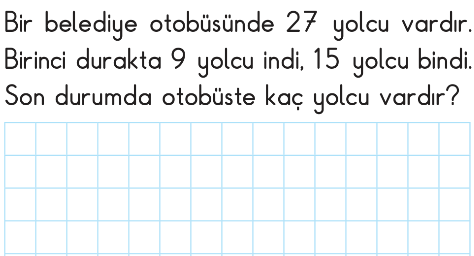 Bir belediye otobüsünde 27 yolcu vardır.
Birinci durakta 9 yolcu indi, 15 yolcu bindi.
Son durumda otobüste kaç yolcu vardır?